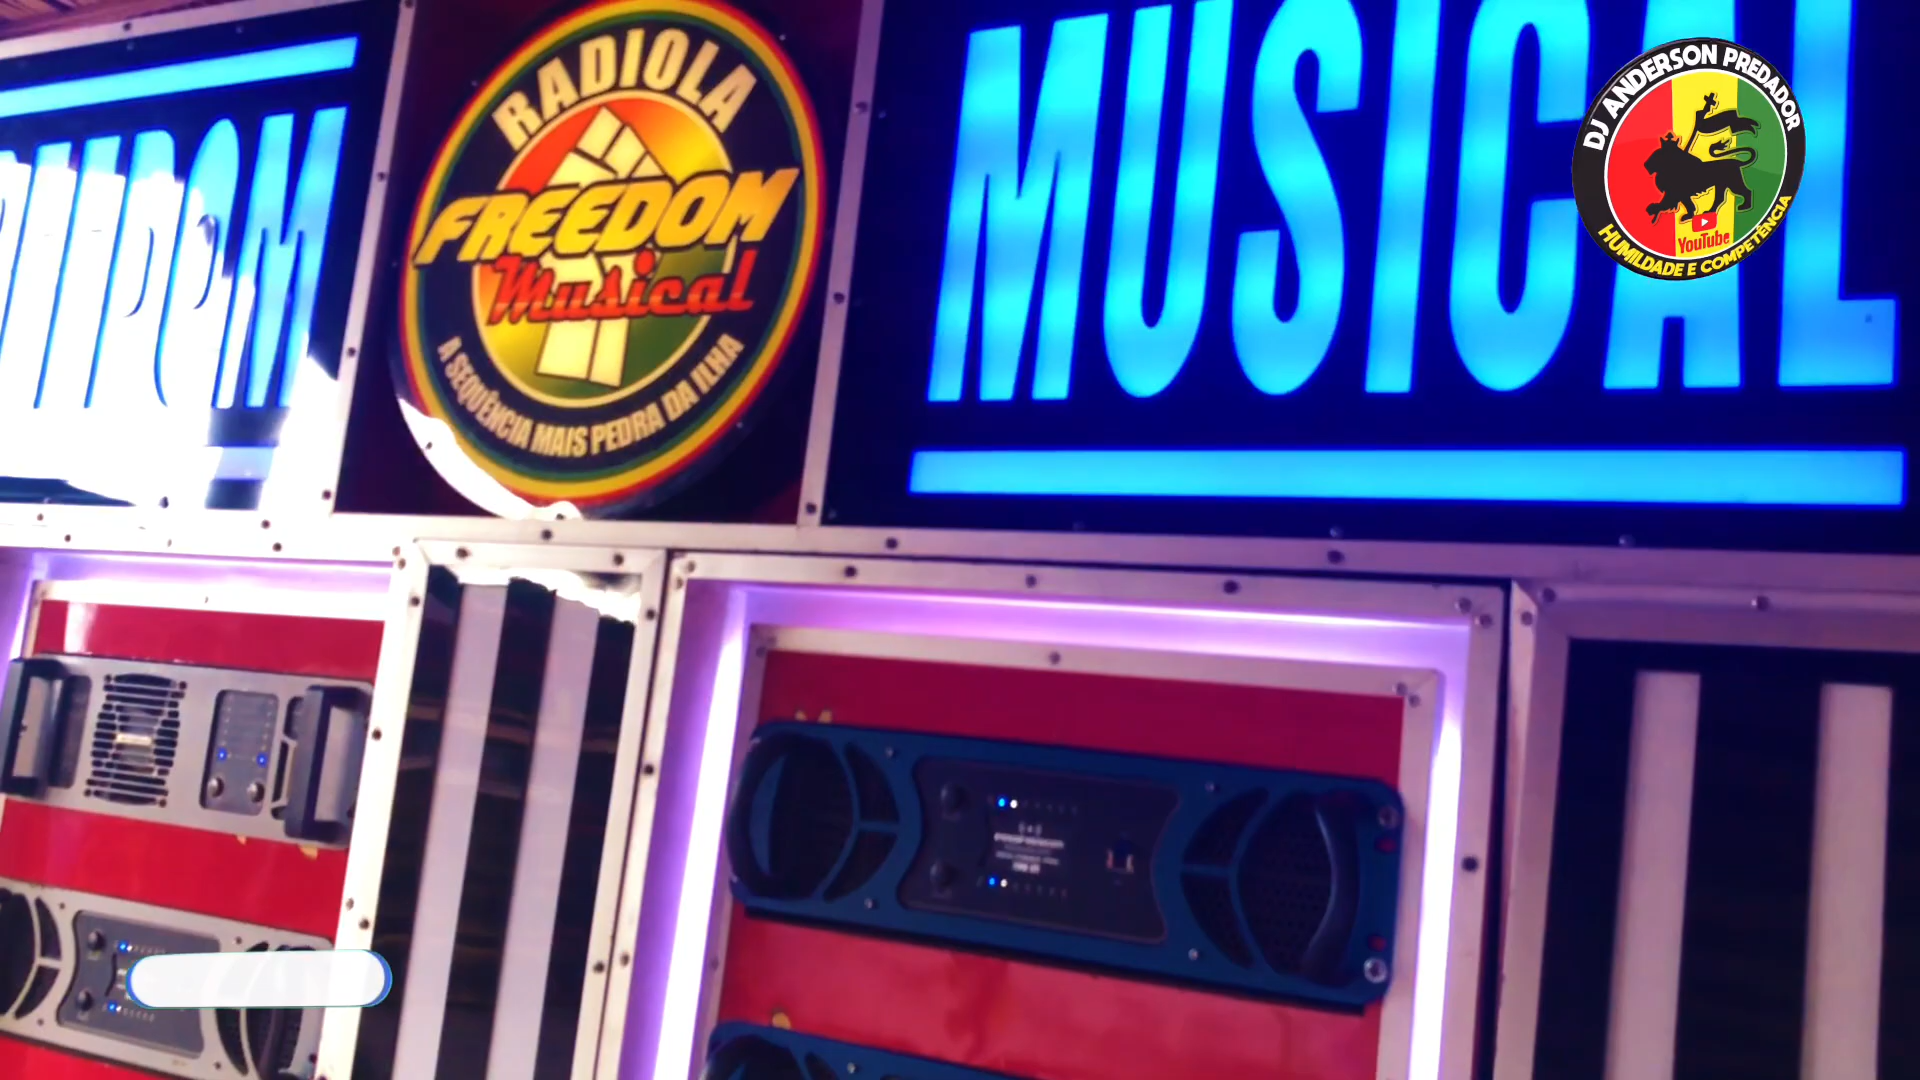 RADIOLA
FREEDOM
Musical
A SEQUÊNCIA MAIS PEDRA DA ILHA
MUSICAL
DJ ANDERSON PREDADOR
YouTube
HUMILDADE E COMPETÊNCIA